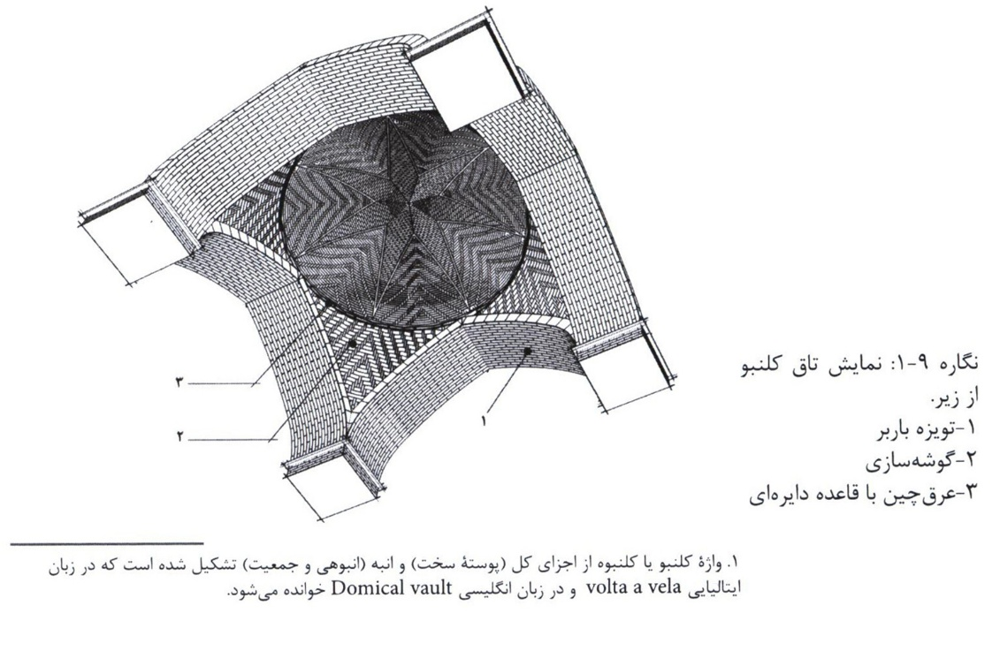 ۳
۲
۱
نگاره ۹-۱: نمایش تاق کلنبو
از زیر.
۱-تویزه باربر
۲-گوشه‌سازی
۳-عرق‌چین با قاعده دایره‌ای
۱. واژهٔ کلنبو یا کلنبوه از اجزای کل (پوستهٔ سخت) و انبه (انبوهی و جمعیت) تشکیل شده است که در زبان
ایتالیایی volta a vela و در زبان انگلیسی Domical vault خوانده می‌شود.